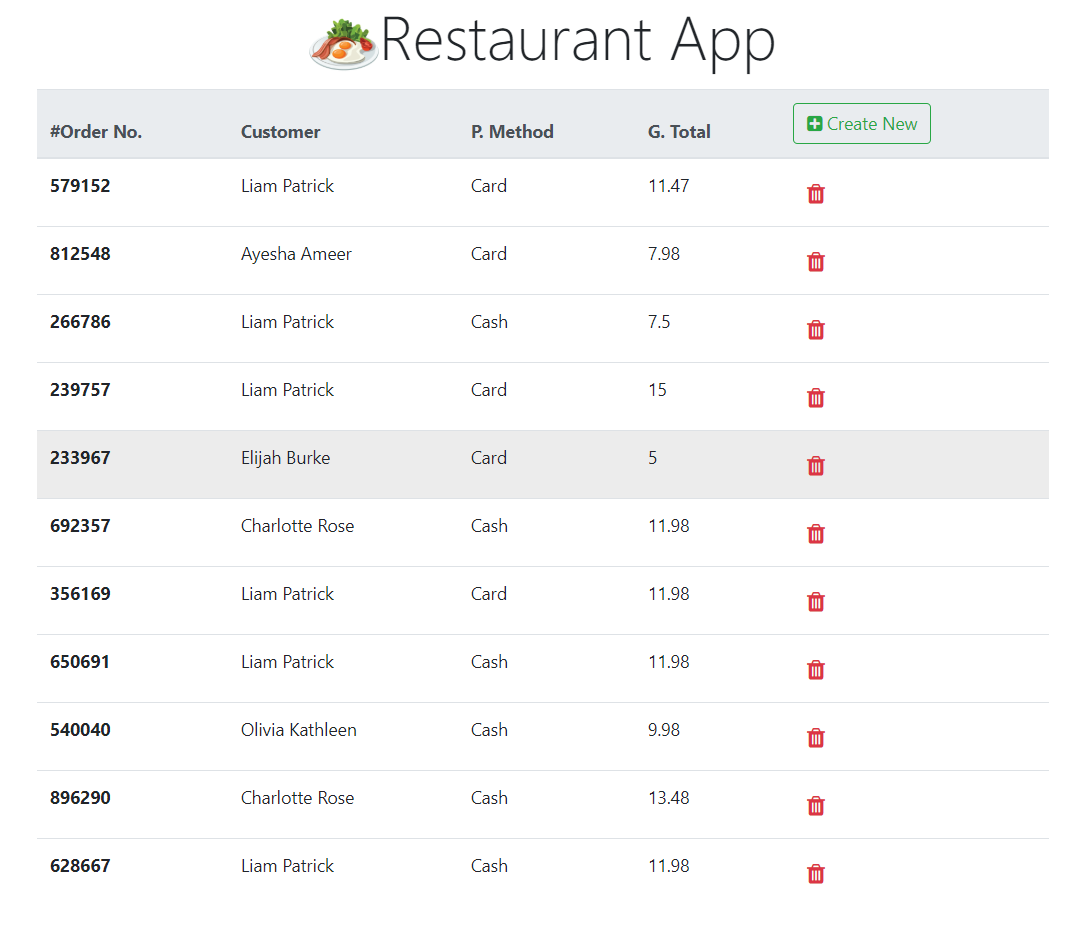 Restaurant App
#Order No. Customer P. Method G. Total Create New
579152 Liam Patrick Card 11.47
812548 Ayesha Ameer Card 7.98
266786 Liam Patrick Cash 7.5
239757 Liam Patrick Card 15
233967 Elijah Burke Card 5
692357 Charlotte Rose Cash 11.98
356169 Liam Patrick Card 11.98
650691 Liam Patrick Cash 11.98
540040 Olivia Kathleen Cash 9.98
896290 Charlotte Rose Cash 13.48
628667 Liam Patrick Cash 11.98